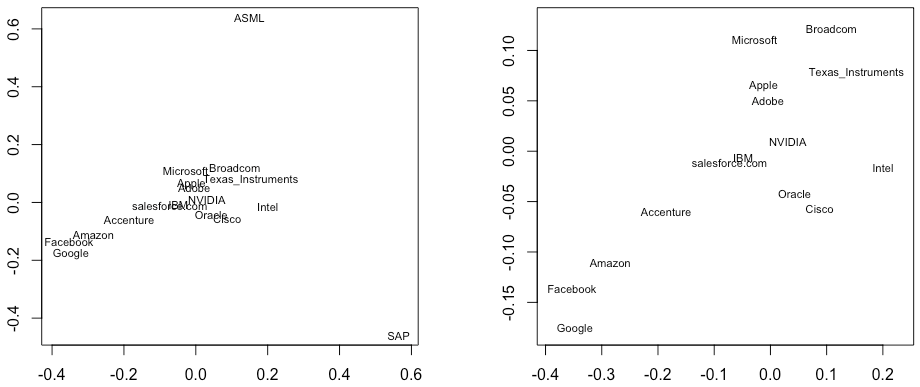 ASML
Microsoft
Broadcom
Apple
Texas_Instruments
Adobe
NVIDIA
salesforce.com
IBM
Intel
Oracle
Cisco
Accenture
Amazon
Facebook
Google
SAP
0.6
0.4
0.2
0.0
-0.2
-0.4
-0.4 -0.2 0.0 0.2 0.4 0.6
Broadcom
Microsoft
Texas_Instruments
Apple
Adobe
NVIDIA
IBM
salesforce.com
Intel
Oracle
Cisco
Accenture
Amazon
Facebook
Google
0.10
0.05
0.00
-0.05
-0.10
-0.15
-0.4 -0.3 -0.2 -0.1 0.0 0.1 0.2